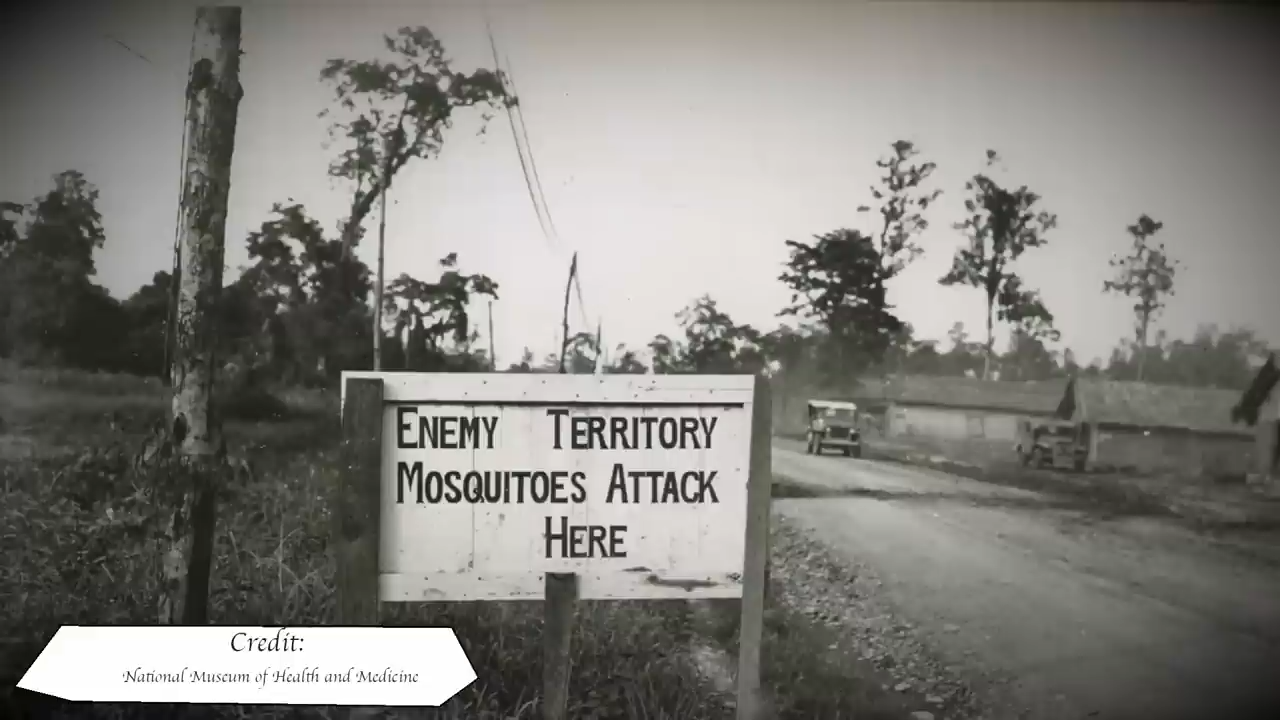 ENEMY TERRITORY
MOSQUITOES ATTACK
HERE
Credit:
National Museum of Health and Medicine